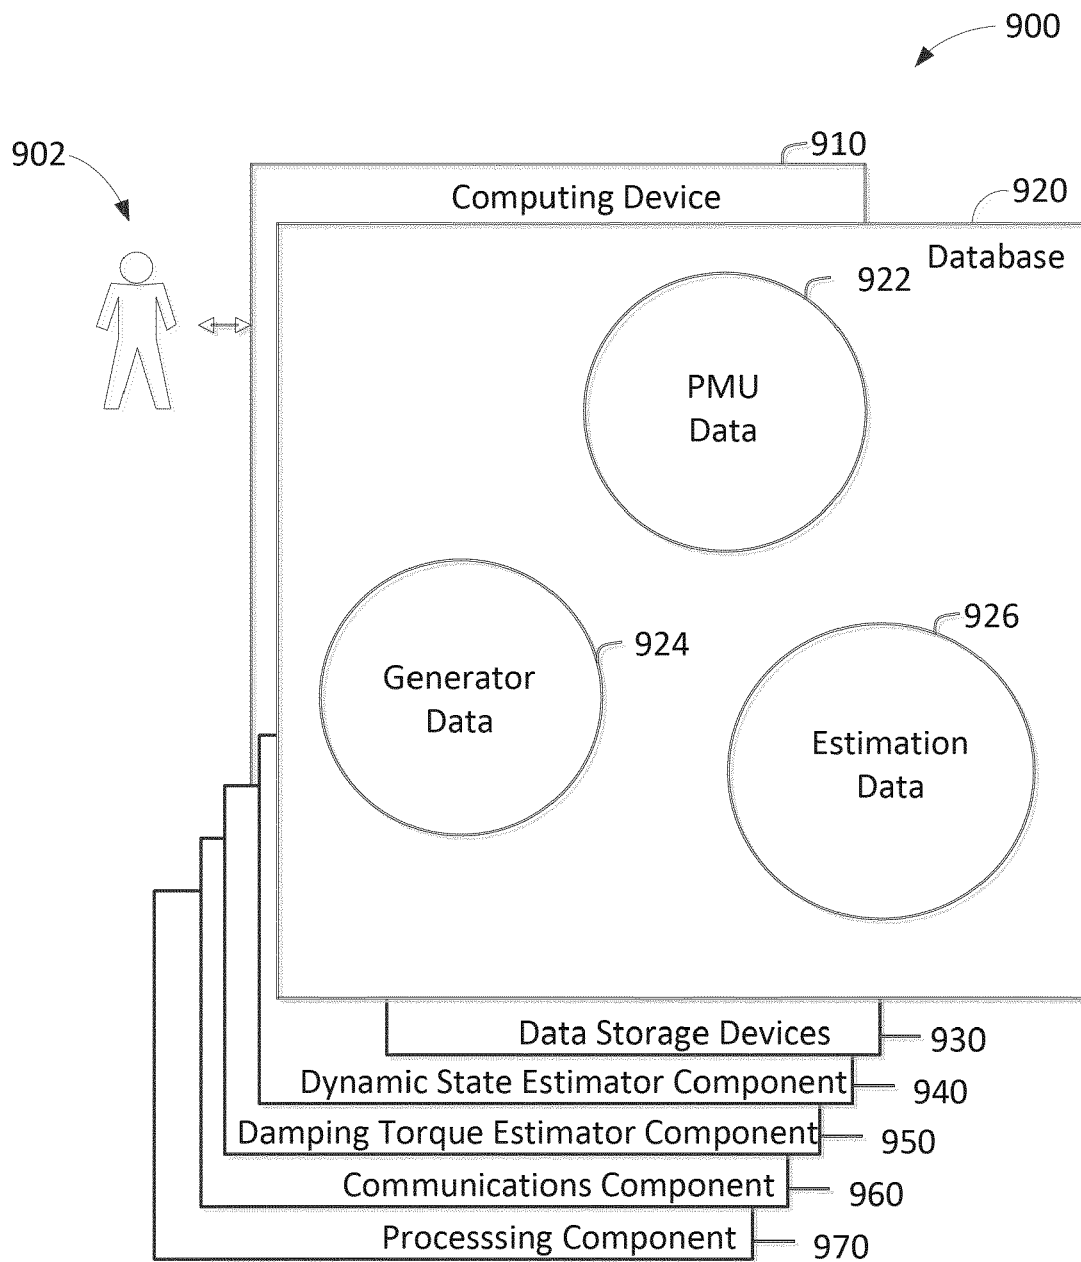 900
902
910
Computing Device
920
Database
922
PMU
Data
924
Generator
Data
926
Estimation
Data
Data Storage Devices
930
Dynamic State Estimator Component
940
Damping Torque Estimator Component
950
Communications Component
960
Processsing Component
970